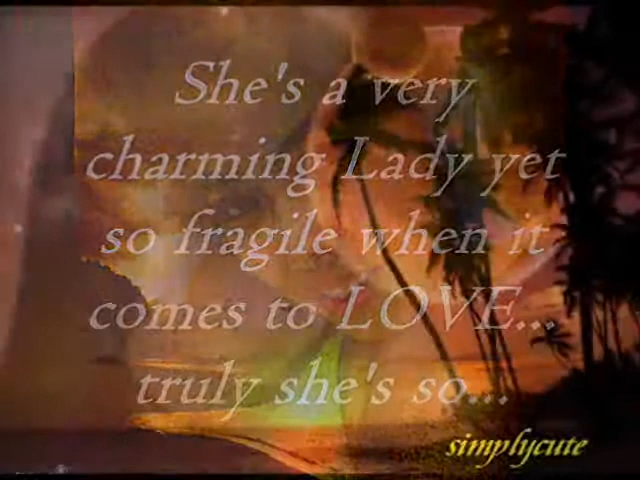 She's a very
charming Lady yet
so fragile when it
comes to LOVE...
truly she's so...
simplycute